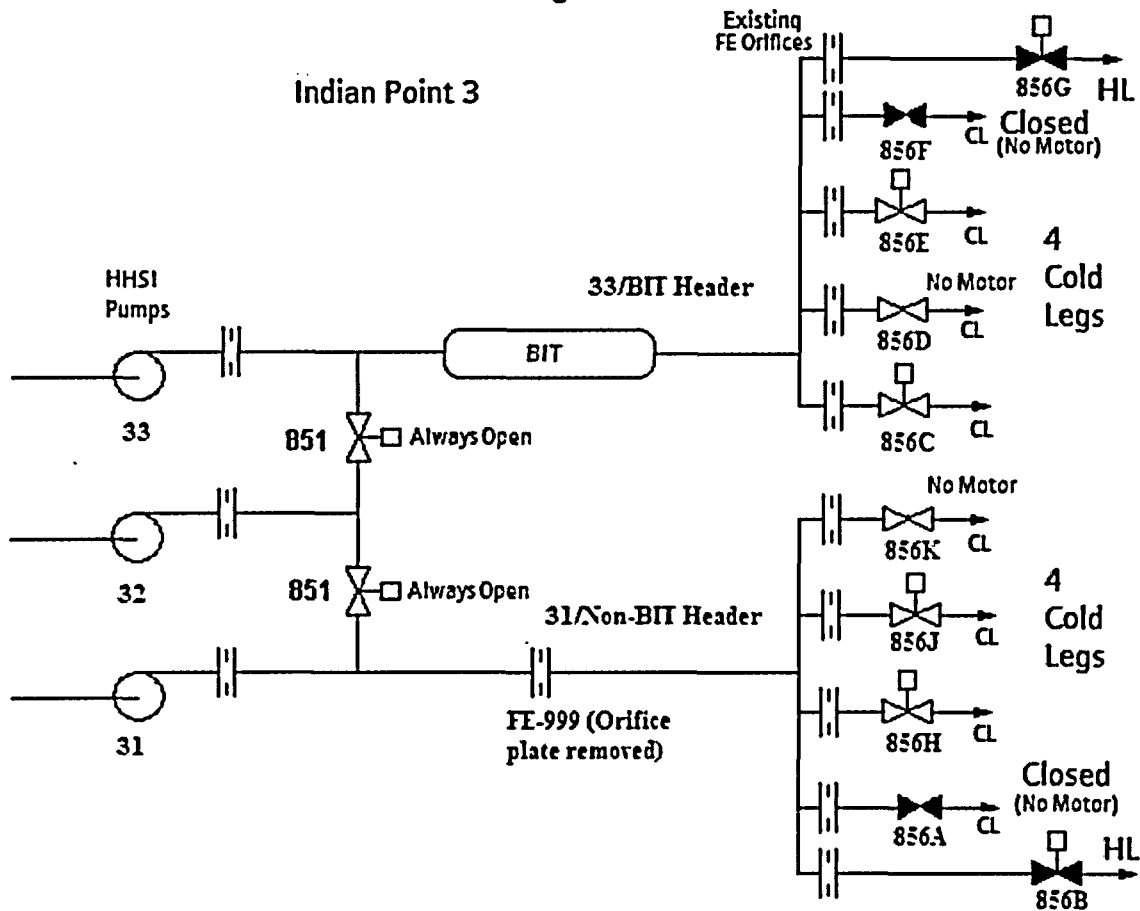 Existing
FE Orifices
Indian Point 3
856G
HL
856F
CL
Closed
(No Motor)
856E
CL
4
Cold
Legs
HHSI
Pumps
33/BIT Header
No Motor
856D
CL
BIT
33
851
Always Open
856C
CL
No Motor
856K
CL
32
851
Always Open
31/Non-BIT Header
856J
CL
4
Cold
Legs
31
FE-999 (Orifice
plate removed)
856H
CL
Closed
(No Motor)
856A
CL
HL
856B